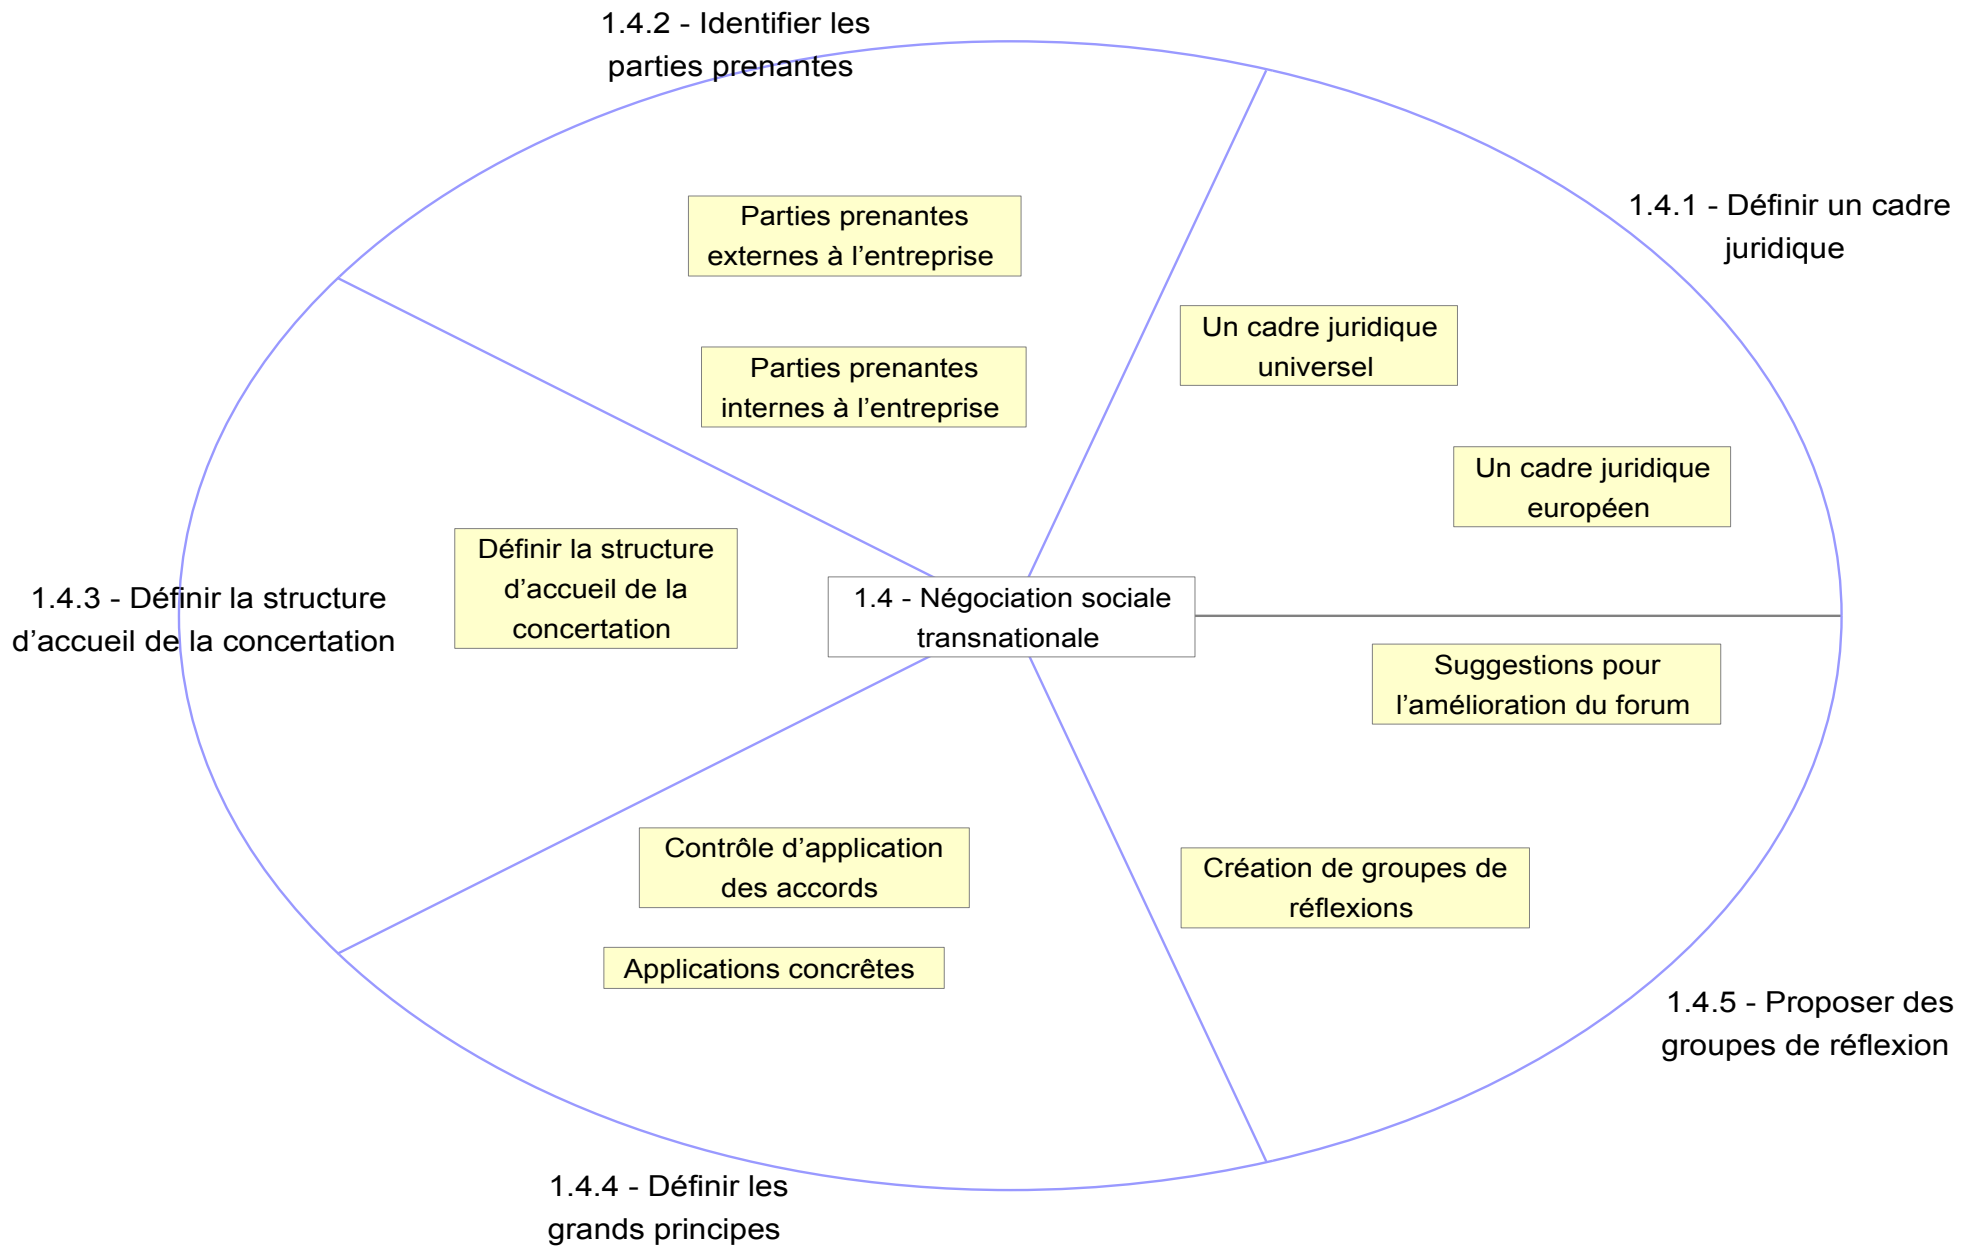 1.4.2 - Identifier les
parties prenantes
1.4.1 - Définir un cadre
juridique
Parties prenantes
externes à l’entreprise
Un cadre juridique
universel
Parties prenantes
internes à l’entreprise
Un cadre juridique
européen
Définir la structure
d’accueil de la
concertation
1.4.3 - Définir la structure
d’accueil de la concertation
1.4 - Négociation sociale
transnationale
Suggestions pour
l’amélioration du forum
Contrôle d’application
des accords
Création de groupes de
réflexions
Applications concrêtes
1.4.5 - Proposer des
groupes de réflexion
1.4.4 - Définir les
grands principes